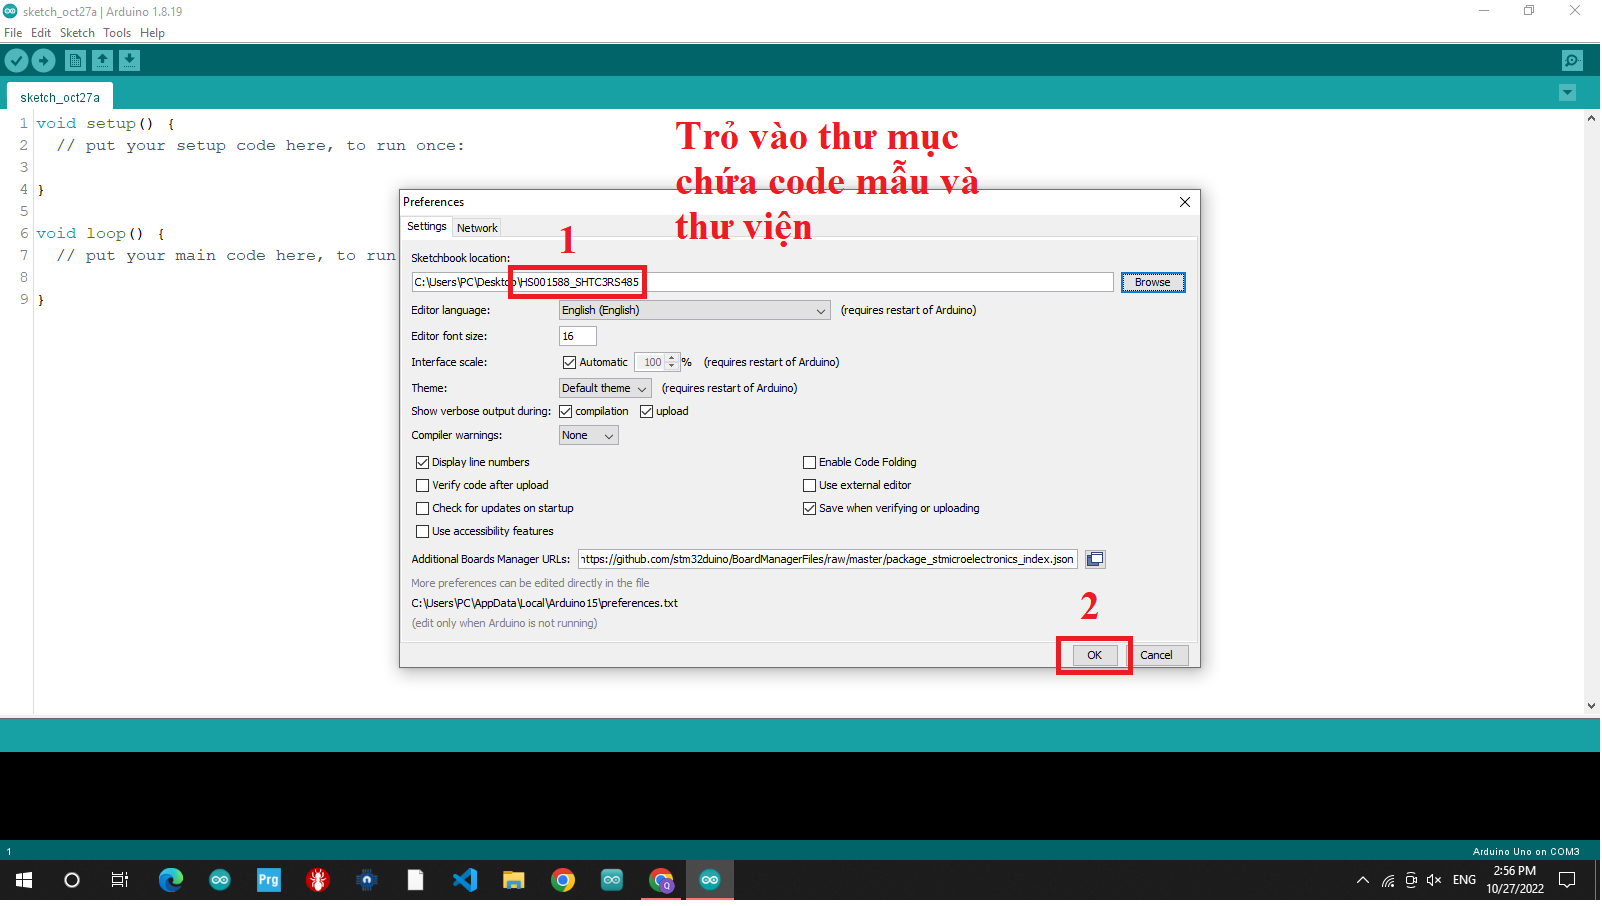 sketch_oct27a | Arduino 1.8.19
File Edit Sketch Tools Help
sketch_oct27a
1 void setup() {
2 // put your setup code here, to run once:
3
4 }
5
6 void loop() {
7 // put your main code here, to run
8
9 }
Trỏ vào thư mục
chứa code mẫu và
thư viện
Preferences
Settings Network
1
Sketchbook location:
C:\Users\PC\Desktop\HS001588_SHTC3RS485 Browse
Editor language: English (English) (requires restart of Arduino)
Editor font size: 16
Interface scale: Automatic 100 % (requires restart of Arduino)
Theme: Default theme (requires restart of Arduino)
Show verbose output during: compilation upload
Compiler warnings: None
Display line numbers Enable Code Folding
Verify code after upload Use external editor
Check for updates on startup Save when verifying or uploading
Use accessibility features
Additional Boards Manager URLs: https://github.com/stm32duino/BoardManagerFiles/raw/master/package_stmicroelectronics_index.json
More preferences can be edited directly in the file
C:\Users\PC\AppData\Local\Arduino15\preferences.txt
(edit only when Arduino is not running)
2
OK Cancel
1 Arduino Uno on COM3
Prg Q ENG 2:56 PM
10/27/2022